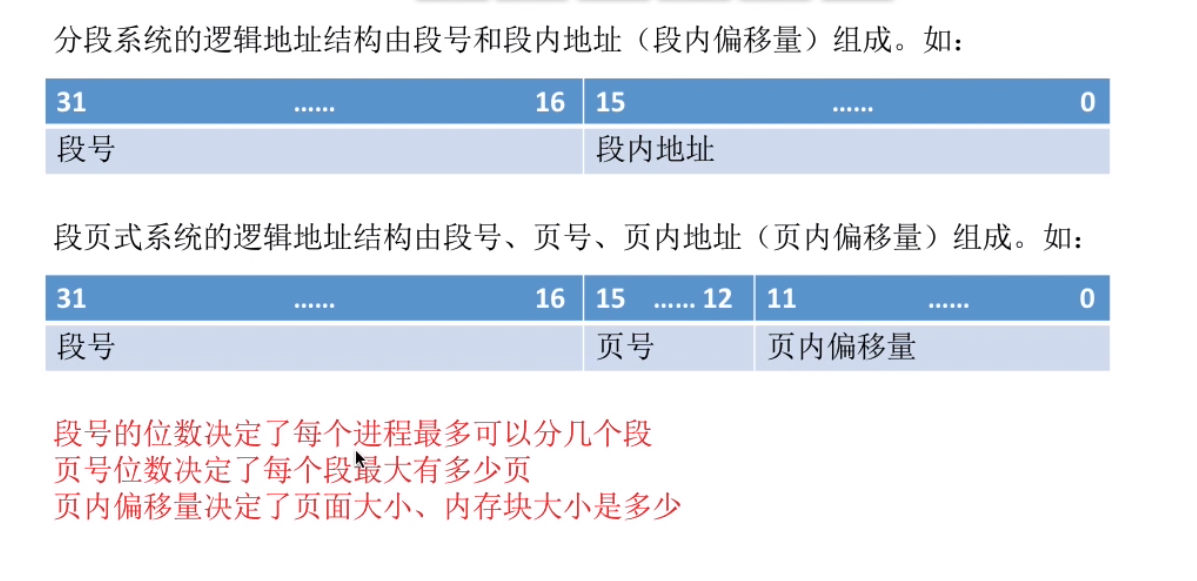 分段系统的逻辑地址结构由段号和段内地址（段内偏移量）组成。如：
31 …… 16 15 …… 0
段号 段内地址
段页式系统的逻辑地址结构由段号、页号、页内地址（页内偏移量）组成。如：
31 …… 16 15 …… 12 11 …… 0
段号 页号 页内偏移量
段号的位数决定了每个进程最多可以分几个段
页号位数决定了每个段最大有多少页
页内偏移量决定了页面大小、内存块大小是多少